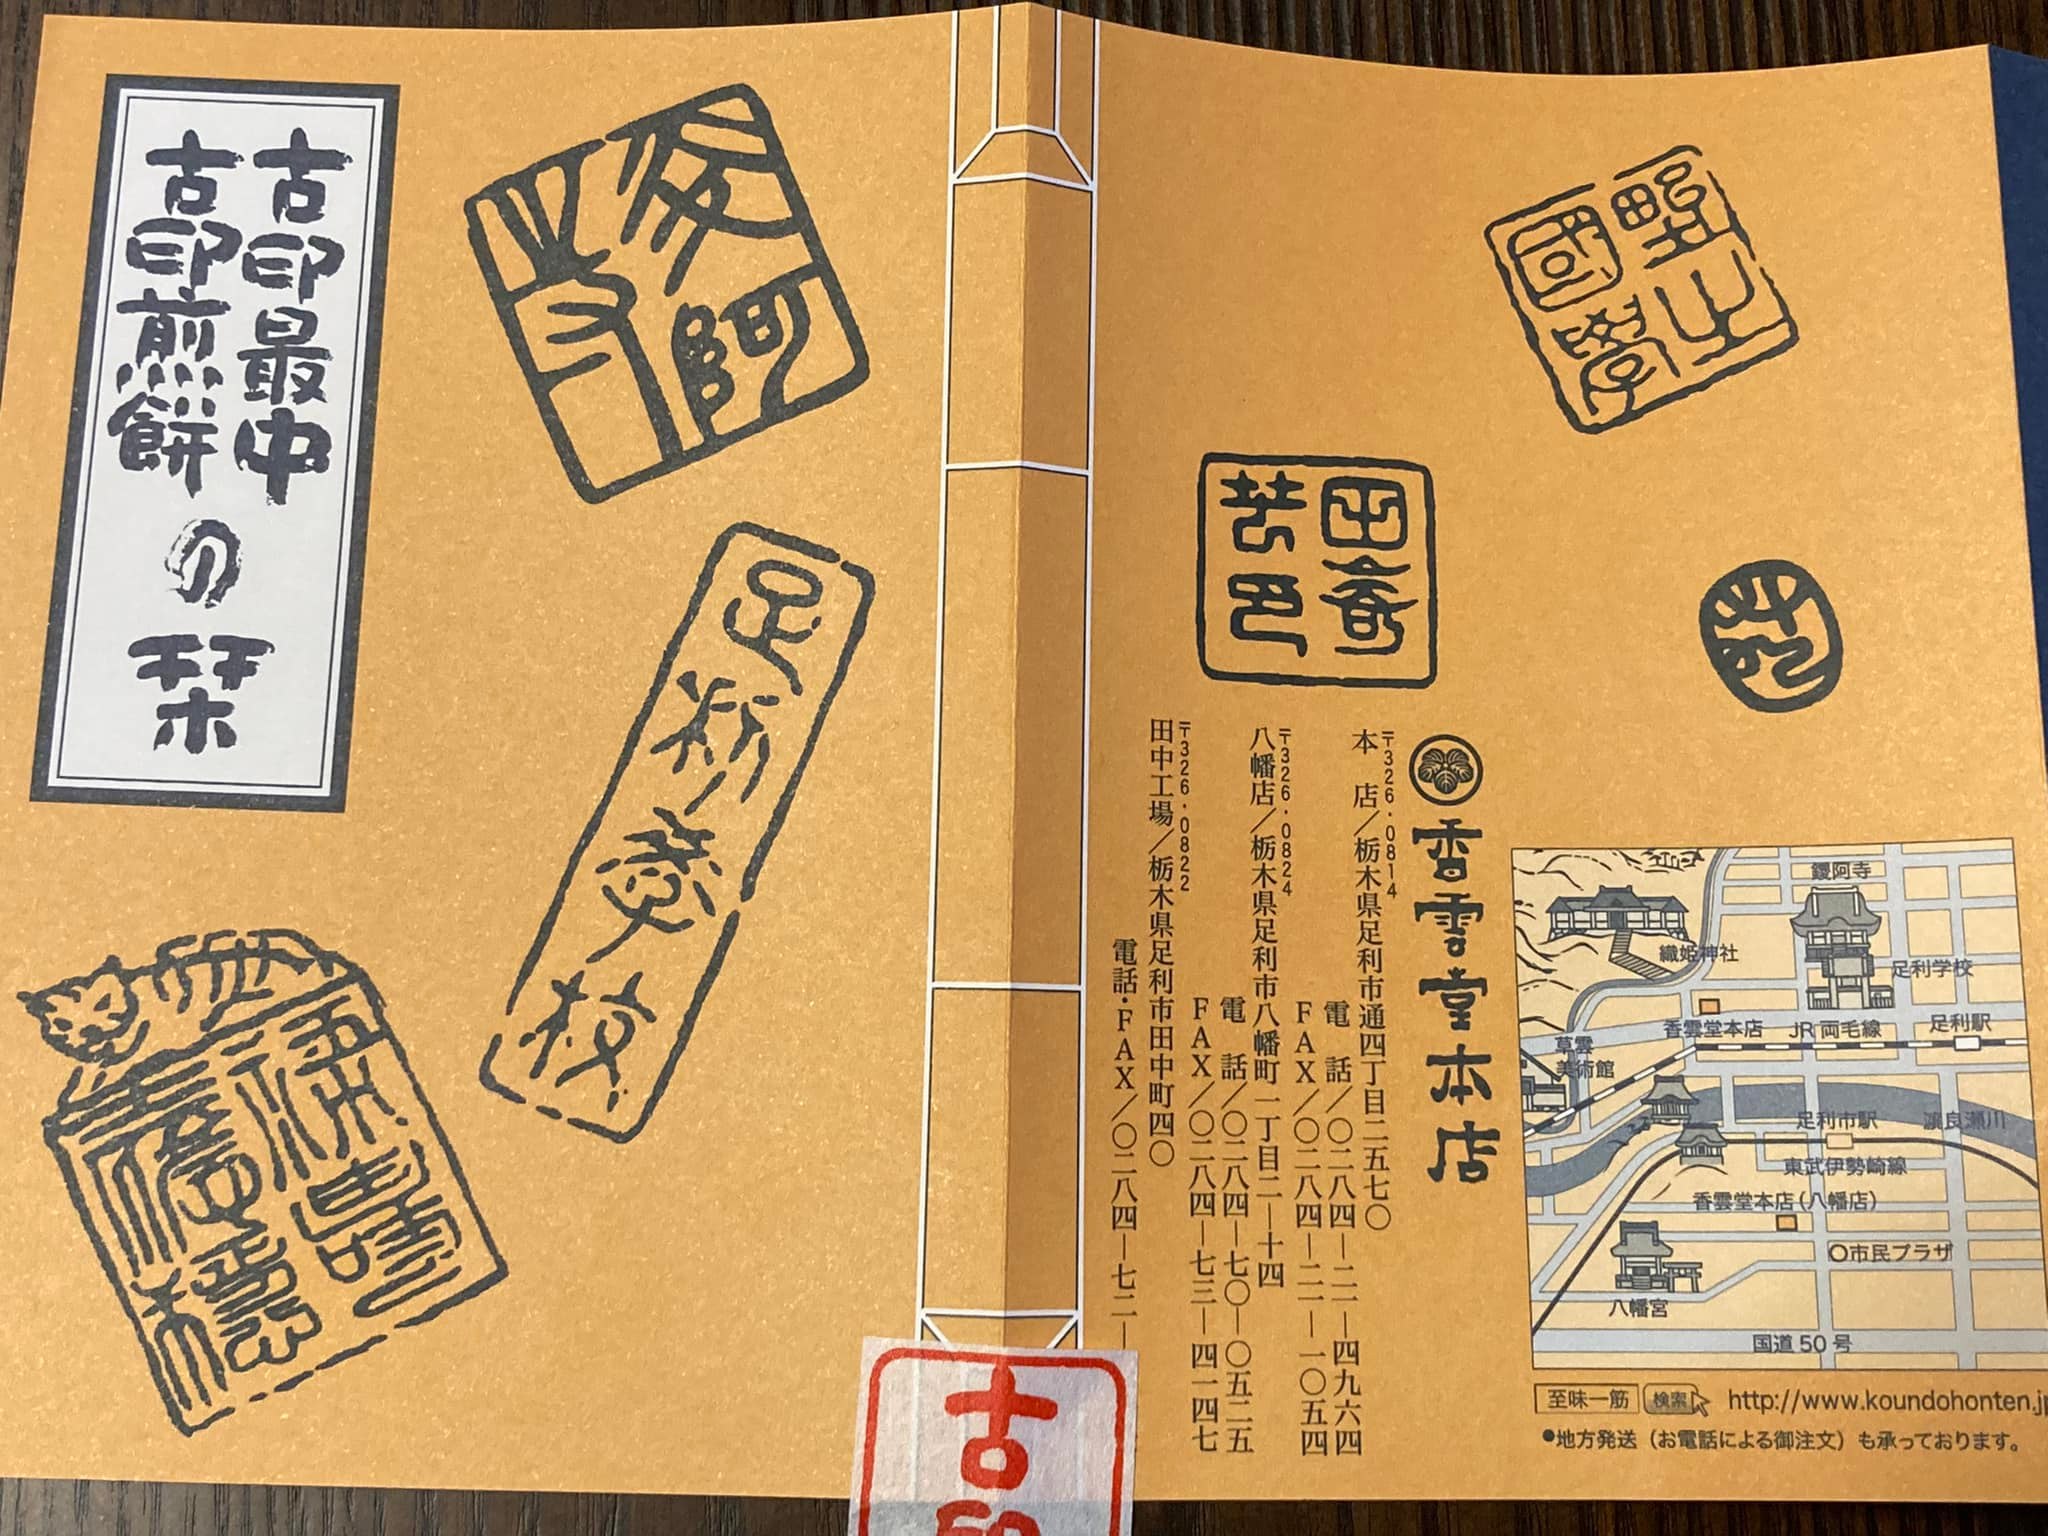 古印最中
古印煎餅
の栞
足利学校
野之國學
香雲堂本店
〒326・0814
本　店／栃木県足利市通四丁目二五七〇
電　話／〇二八四―二一―四九六四
FAX／〇二八四―二一―一〇五四
〒326・0824
八幡店／栃木県足利市八幡町一丁目二―十四
電　話／〇二八四―七〇―〇五二五
FAX／〇二八四―七三―四一四七
〒326・0822
田中工場／栃木県足利市田中町四〇
電話・FAX／〇二八四―七二―
鑁阿寺
織姫神社
足利学校
香雲堂本店
JR両毛線
足利駅
草雲
美術館
足利市駅
渡良瀬川
東武伊勢崎線
香雲堂本店(八幡店)
市民プラザ
八幡宮
国道50号
至味一筋
検索
http://www.koundohonten.jp
●地方発送（お電話による御注文）も承っております。
古印